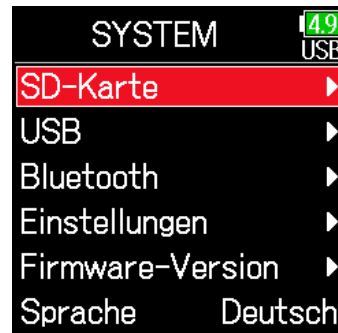 SYSTEM
4.9
USB
SD-Karte
USB
Bluetooth
Einstellungen
Firmware-Version
Sprache Deutsch